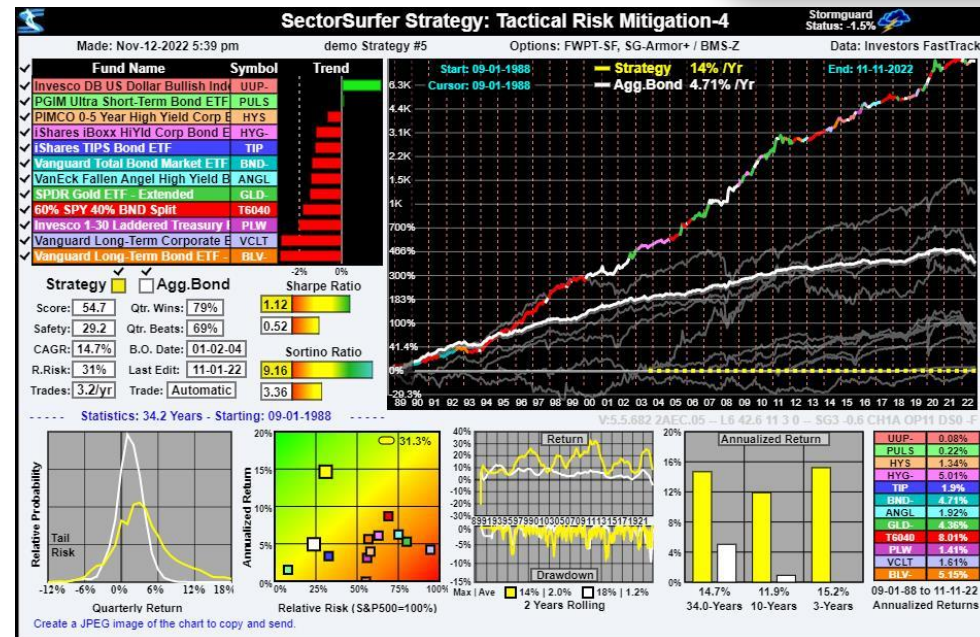 SectorSurfer Strategy: Tactical Risk Mitigation-4
Stormguard
Status: -1.5%
Made: Nov-12-2022 5:39 pm
demo Strategy #5
Options: FWPT-SF, SG-Armor+ / BMS-Z
Data: Investors FastTrack
Fund Name Symbol Trend
Invesco DB US Dollar Bullish Ind UUP-
PGIM Ultra Short-Term Bond ETF PULS
PIMCO 0-5 Year High Yield Corp E HYS
iShares iBoxx HiYld Corp Bond E HYG-
iShares TIPS Bond ETF TIP
Vanguard Total Bond Market ETF BND-
VanEck Fallen Angel High Yield B ANGL
SPDR Gold ETF - Extended GLD-
60% SPY 40% BND Split T6040
Invesco 1-30 Laddered Treasury PLW
Vanguard Long-Term Corporate E VCLT
Vanguard Long-Term Bond ETF - BLV-
-2% 0%
Start: 09-01-1988
Cursor: 09-01-1988
Strategy 14% /Yr
Agg.Bond 4.71% /Yr
End: 11-11-2022
6.3K
4.4K
3.1K
2.2K
1.5K
1K
700%
466%
300%
183%
100%
41.4%
0%
-29.3%
89 90 91 92 93 94 95 96 97 98 99 00 01 02 03 04 05 06 07 08 09 10 11 12 13 14 15 16 17 18 19 20 21 22
Strategy Agg.Bond
Score: 54.7 Qtr. Wins: 79%
Safety: 29.2 Qtr. Beats: 69%
CAGR: 14.7% B.O. Date: 01-02-04
R.Risk: 31% Last Edit: 11-01-22
Trades: 3.2/yr Trade: Automatic
Sharpe Ratio
1.12
0.52
Sortino Ratio
9.16
3.36
- - - - - Statistics: 34.2 Years - Starting: 09-01-1988 - - - - -
V:5.5.682 2AEC.05 -- L6 42.6 11 3 0 -- SG3 -0.6 CH1A OP11 DS0 -F
Relative Probability
Tail
Risk
-12% -6% 0% 6% 12% 18%
Quarterly Return
Annualized Return
20%
15%
10%
5%
0%
31.3%
0% 25% 50% 75% 100%
Relative Risk (S&P500=100%)
Return
40%
30%
20%
10%
0%
-10%
-20%
-30%
899193959799010305070911131517192 1
0%
-5%
-10%
-15%
Drawdown
Max | Ave 14% | 2.0% 18% | 1.2%
2 Years Rolling
Annualized Return
20%
16%
12%
8%
4%
0%
14.7% 11.9% 15.2%
34.0-Years 10-Years 3-Years
UUP- 0.08%
PULS 0.22%
HYS 1.34%
HYG- 5.01%
TIP 1.9%
BND- 4.71%
ANGL 1.92%
GLD- 4.36%
T6040 8.01%
PLW 1.41%
VCLT 1.61%
BLV- 5.15%
09-01-88 to 11-11-22
Annualized Returns
Create a JPEG image of the chart to copy and send.